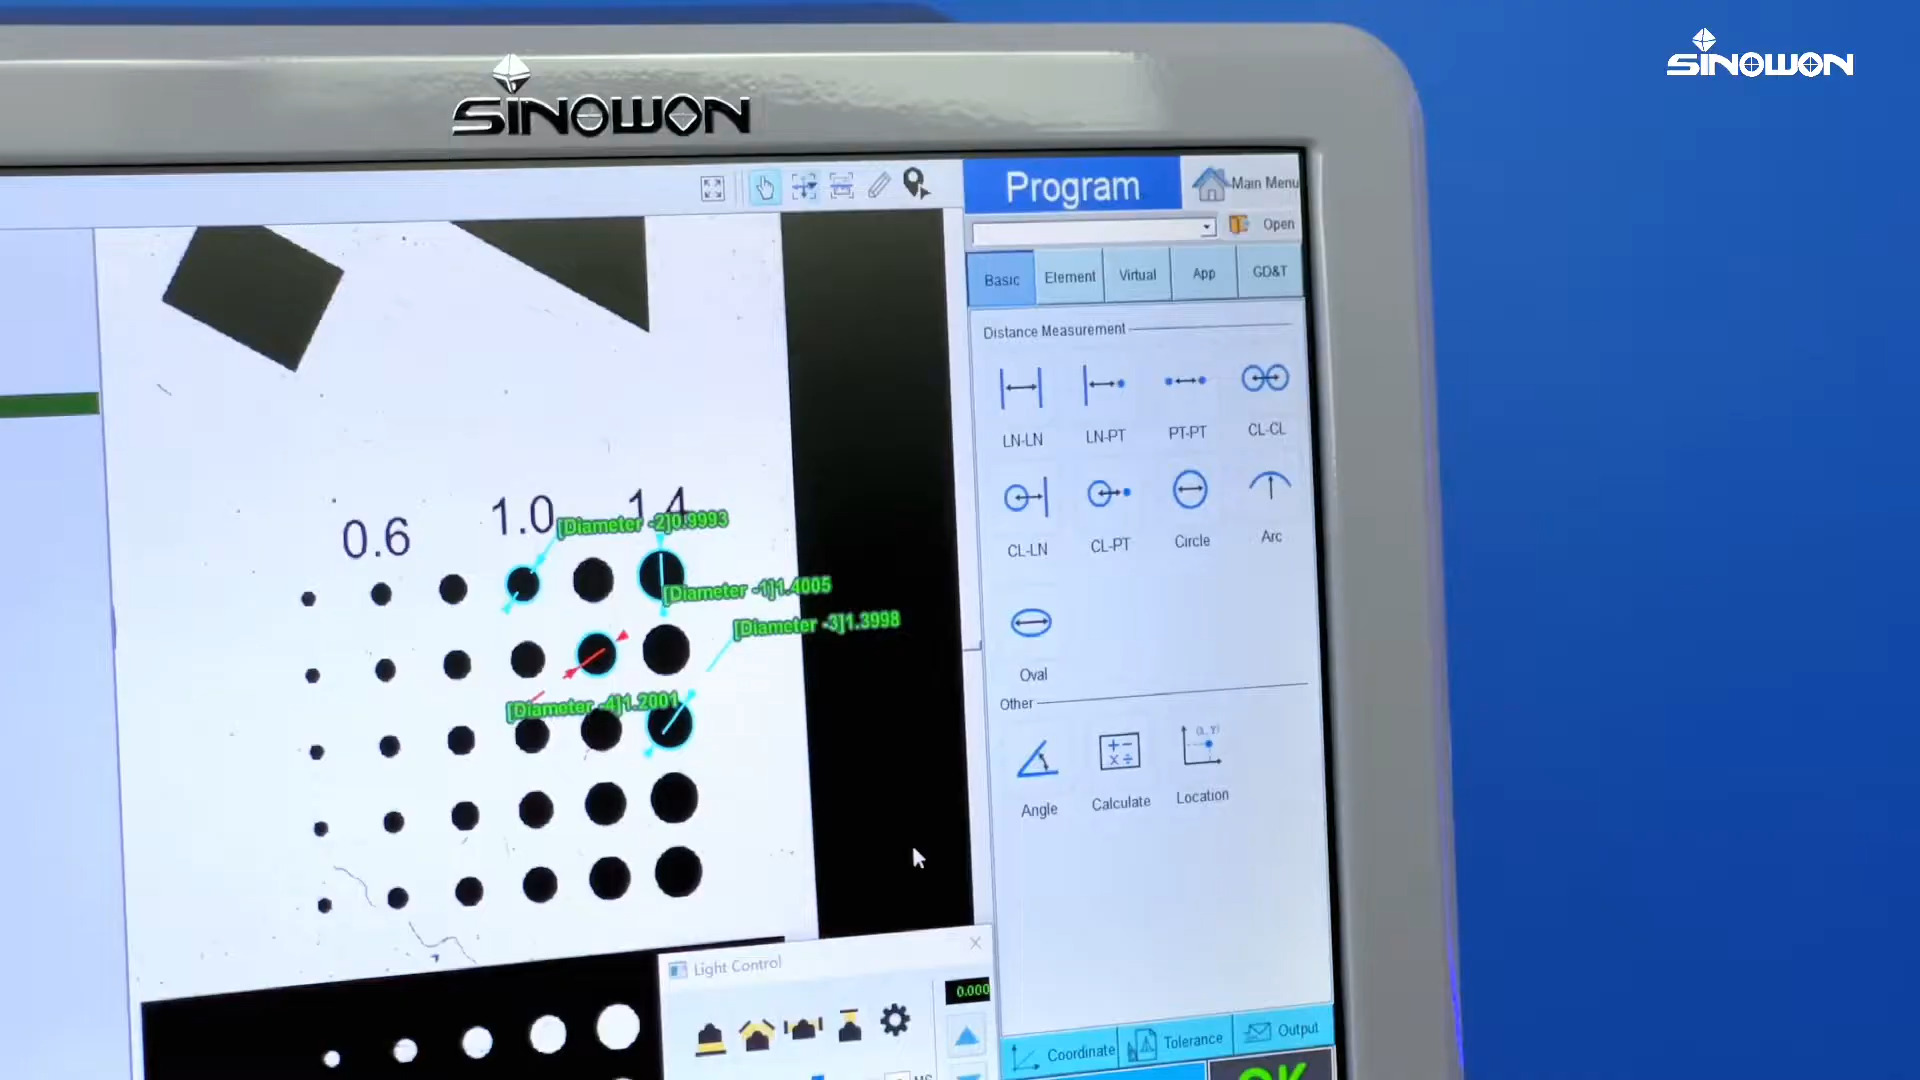 SINOWON
SINOWON
Program
Main Menu
Open
Basic
Element
Virtual
App
GD&T
Distance Measurement
LN-LN
LN-PT
PT-PT
CL-CL
CL-LN
CL-PT
Circle
Arc
Oval
Other
Angle
Calculate
Location
0.6
1.0
1.4
[Diameter -2]0.9993
[Diameter -1]1.4005
[Diameter -3]1.3998
[Diameter -4]1.2001
Light Control
0.000
Coordinate
Tolerance
Output
OK